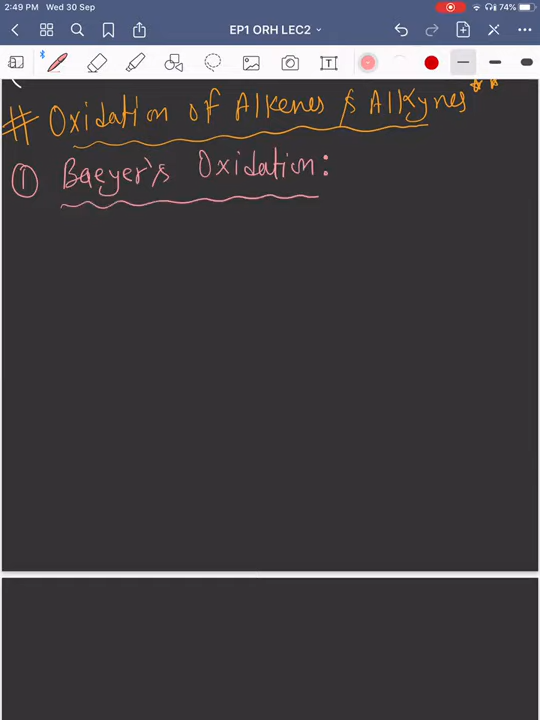 2:49 PM Wed 30 Sep
74%
EP1 ORH LEC2
T
# Oxidation of Alkenes & Alkynes**
① Baeyer's Oxidation: